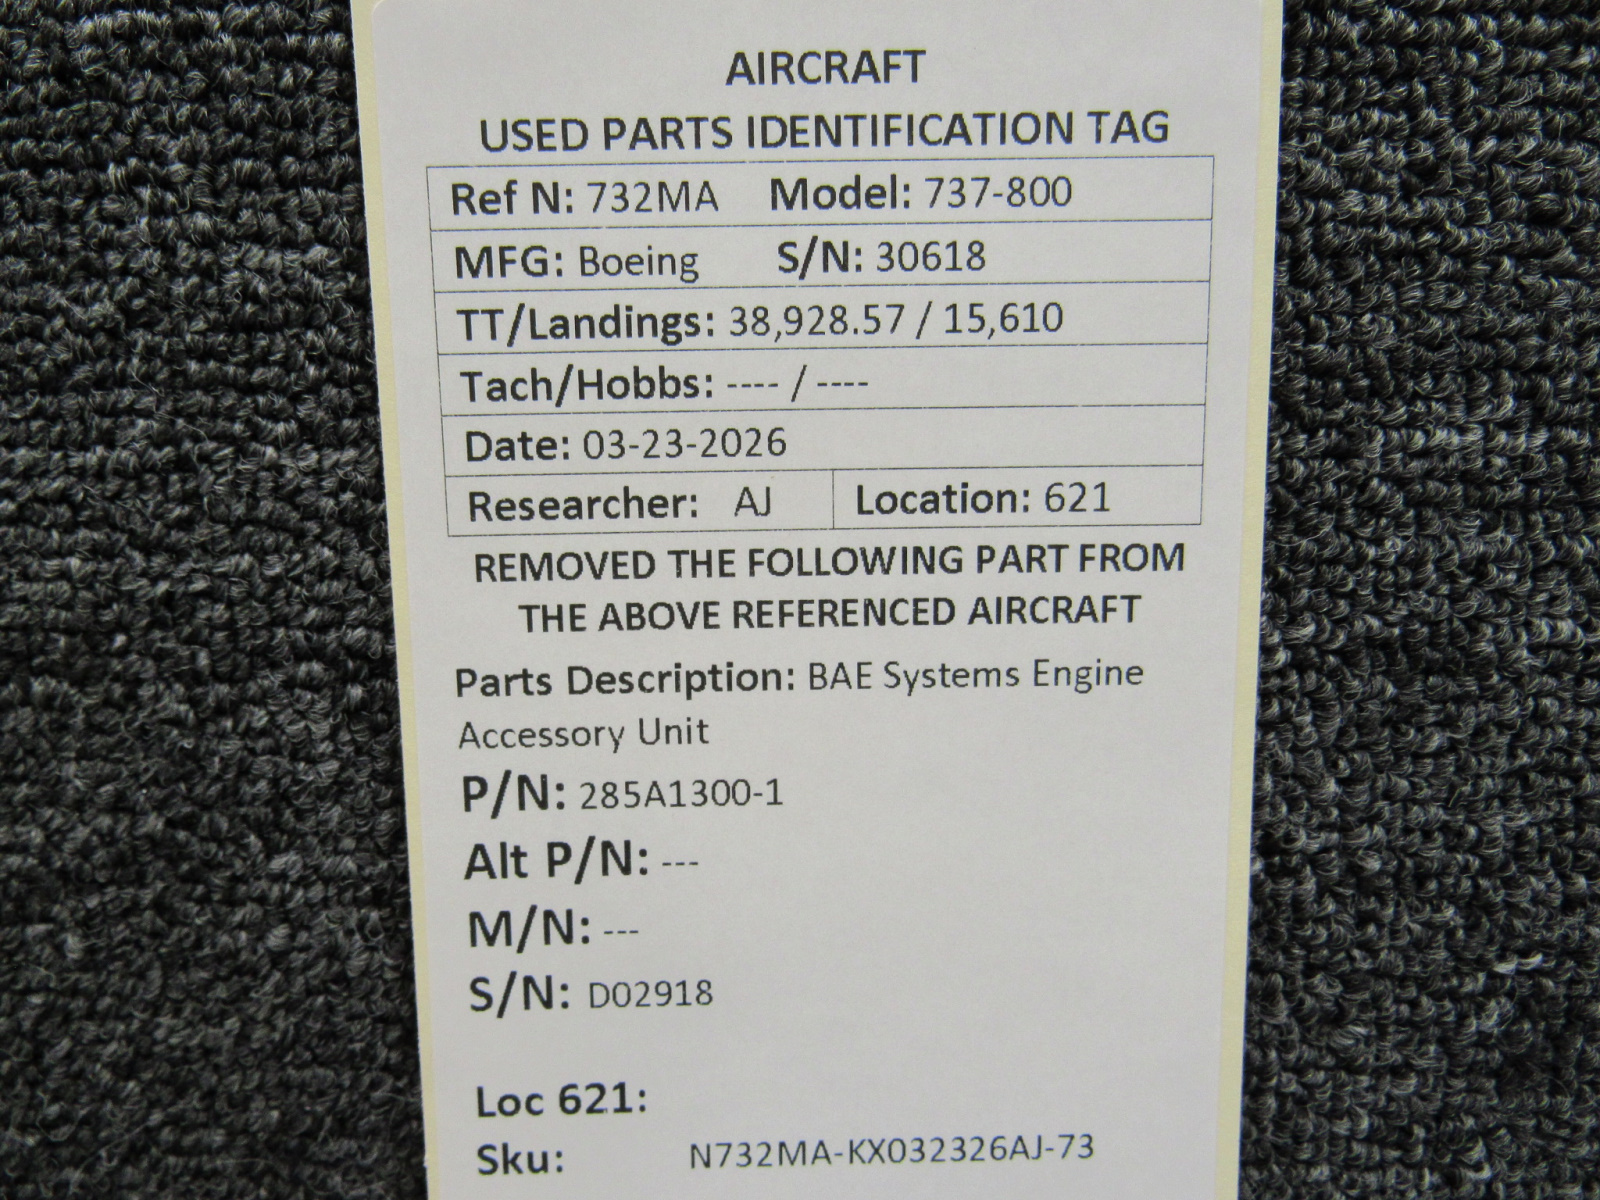 AIRCRAFT
USED PARTS IDENTIFICATION TAG
Ref N: 732MA Model: 737-800
MFG: Boeing S/N: 30618
TT/Landings: 38,928.57 / 15,610
Tach/Hobbs: ---- / ----
Date: 03-23-2026
Researcher: AJ Location: 621
REMOVED THE FOLLOWING PART FROM
THE ABOVE REFERENCED AIRCRAFT
Parts Description: BAE Systems Engine
Accessory Unit
P/N: 285A1300-1
Alt P/N: ---
M/N: ---
S/N: D02918
Loc 621:
Sku: N732MA-KX032326AJ-73